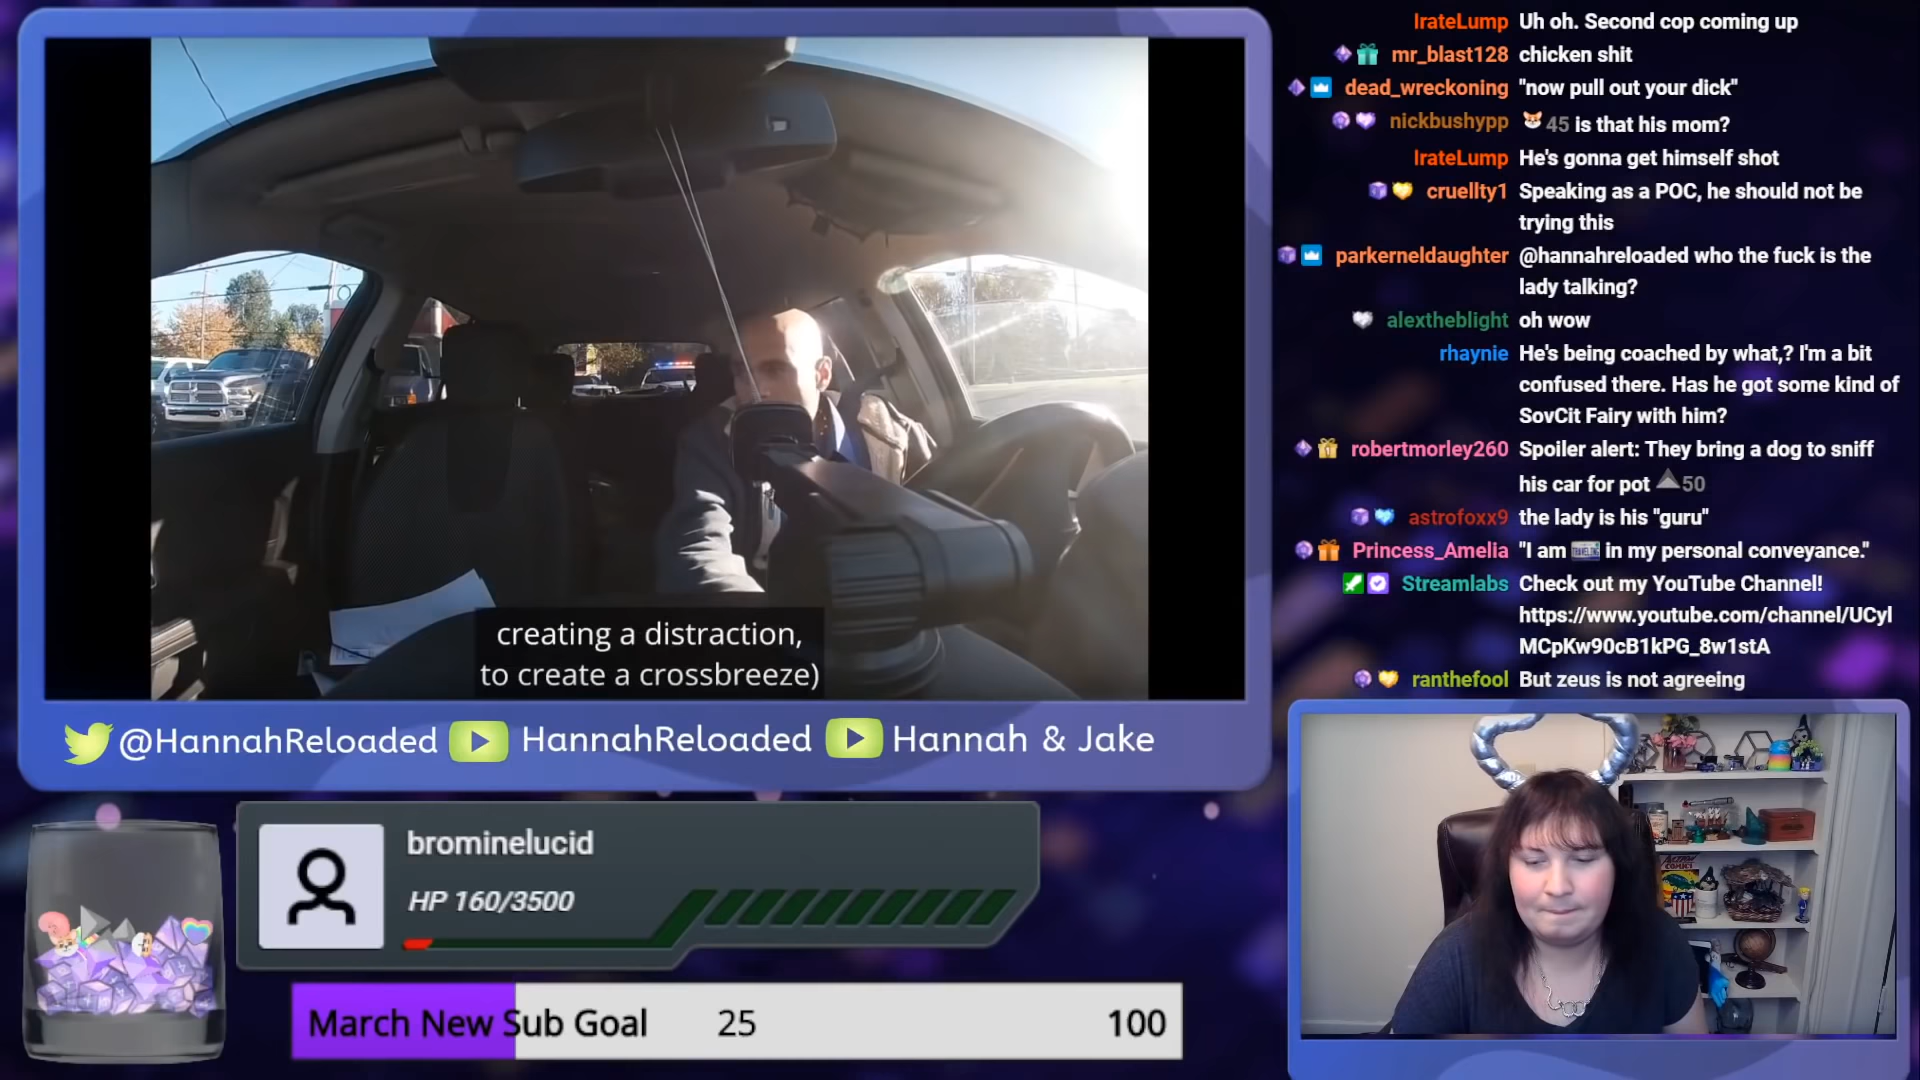 IrateLump Uh oh. Second cop coming up
mr_blast128 chicken shit
dead_wreckoning "now pull out your dick"
nickbushypp 45 is that his mom?
IrateLump He's gonna get himself shot
cruellty1 Speaking as a POC, he should not be
trying this
parkerneldaughter @hannahreloaded who the fuck is the
lady talking?
alextheblight oh wow
rhaynie He's being coached by what,? I'm a bit
confused there. Has he got some kind of
SovCit Fairy with him?
robertmorley260 Spoiler alert: They bring a dog to sniff
his car for pot 50
astrofoxx9 the lady is his "guru"
Princess_Amelia "I am in my personal conveyance."
Streamlabs Check out my YouTube Channel!
https://www.youtube.com/channel/UCyl
MCpKw90cB1kPG_8w1stA
ranthefool But zeus is not agreeing
creating a distraction,
to create a crossbreeze)
@HannahReloaded HannahReloaded Hannah & Jake
brominelucid
HP 160/3500
March New Sub Goal 25 100